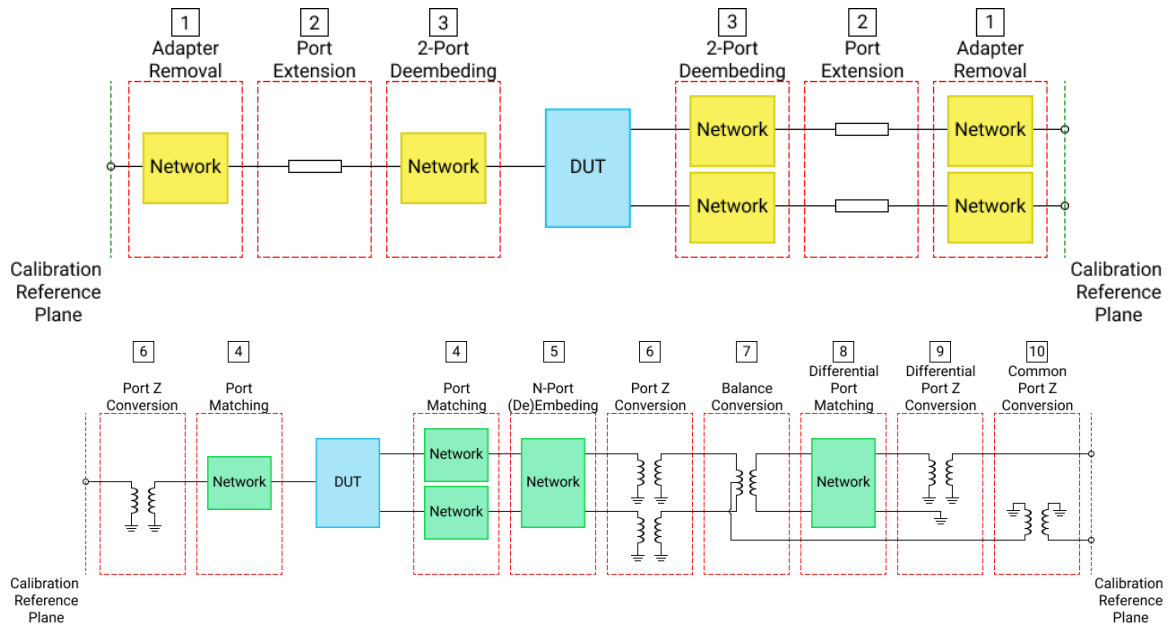 1
2
3
3
2
1
Adapter
Removal
Port
Extension
2-Port
Deembeding
2-Port
Deembeding
Port
Extension
Adapter
Removal
Network
Network
DUT
Network
Network
Network
Network
Calibration
Reference
Plane
Calibration
Reference
Plane
6
4
4
5
6
7
8
9
10
Port Z
Conversion
Port
Matching
Port
Matching
N-Port
(De)Embeding
Port Z
Conversion
Balance
Conversion
Differential
Port
Matching
Differential
Port Z
Conversion
Common
Port Z
Conversion
Network
DUT
Network
Network
Network
Network
Calibration
Reference
Plane
Calibration
Reference
Plane